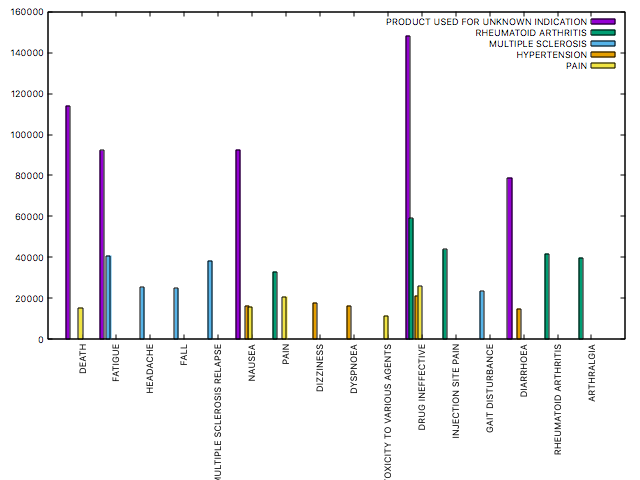 160000
140000
120000
100000
80000
60000
40000
20000
0
PRODUCT USED FOR UNKNOWN INDICATION
RHEUMATOID ARTHRITIS
MULTIPLE SCLEROSIS
HYPERTENSION
PAIN
DEATH
FATIGUE
HEADACHE
FALL
MULTIPLE SCLEROSIS RELAPSE
NAUSEA
PAIN
DIZZINESS
DYSPNOEA
OXICITY TO VARIOUS AGENTS
DRUG INEFFECTIVE
INJECTION SITE PAIN
GAIT DISTURBANCE
DIARRHOEA
RHEUMATOID ARTHRITIS
ARTHRALGIA